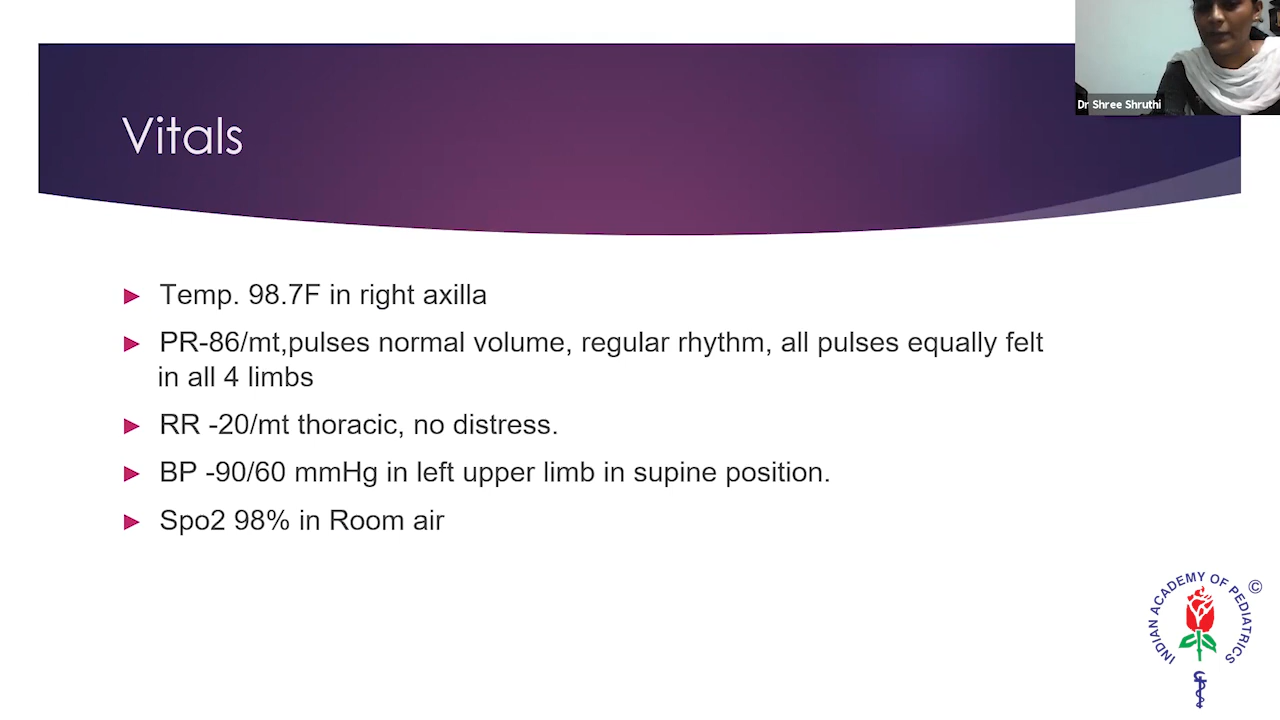 Dr Shree Shruthi
Vitals
Temp. 98.7F in right axilla
PR-86/mt,pulses normal volume, regular rhythm, all pulses equally felt
in all 4 limbs
RR -20/mt thoracic, no distress.
BP -90/60 mmHg in left upper limb in supine position.
Spo2 98% in Room air
INDIAN ACADEMY OF PEDIATRICS
©